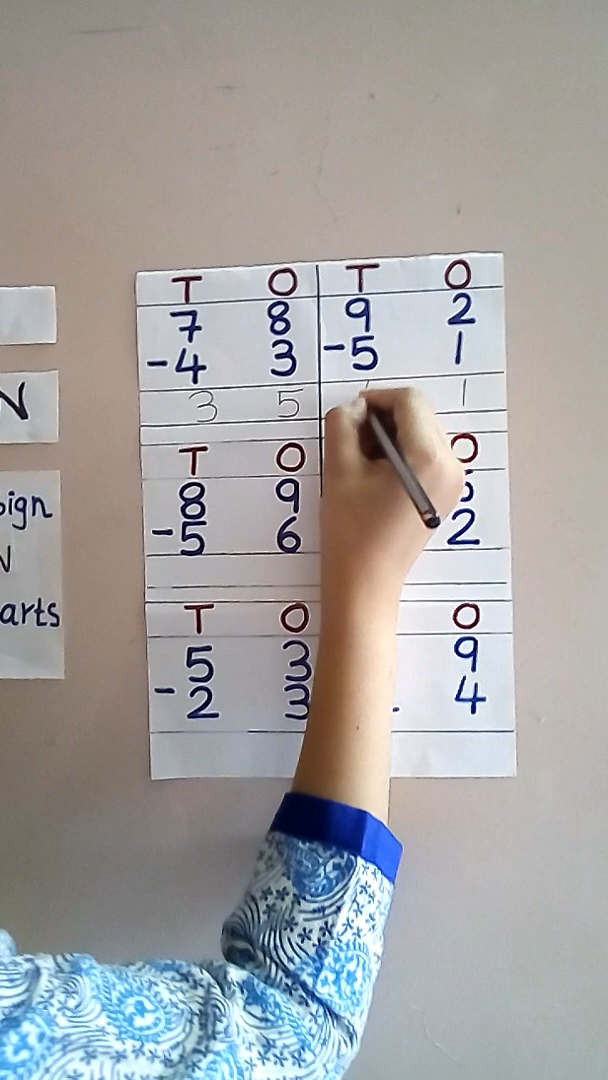 T O T O
7 8 9 2
-4 3 -5 1
3 5 1
T O O
8 9
-5 6 2
T O O
5 3 9
-2 3 4
N
sign
N
arts